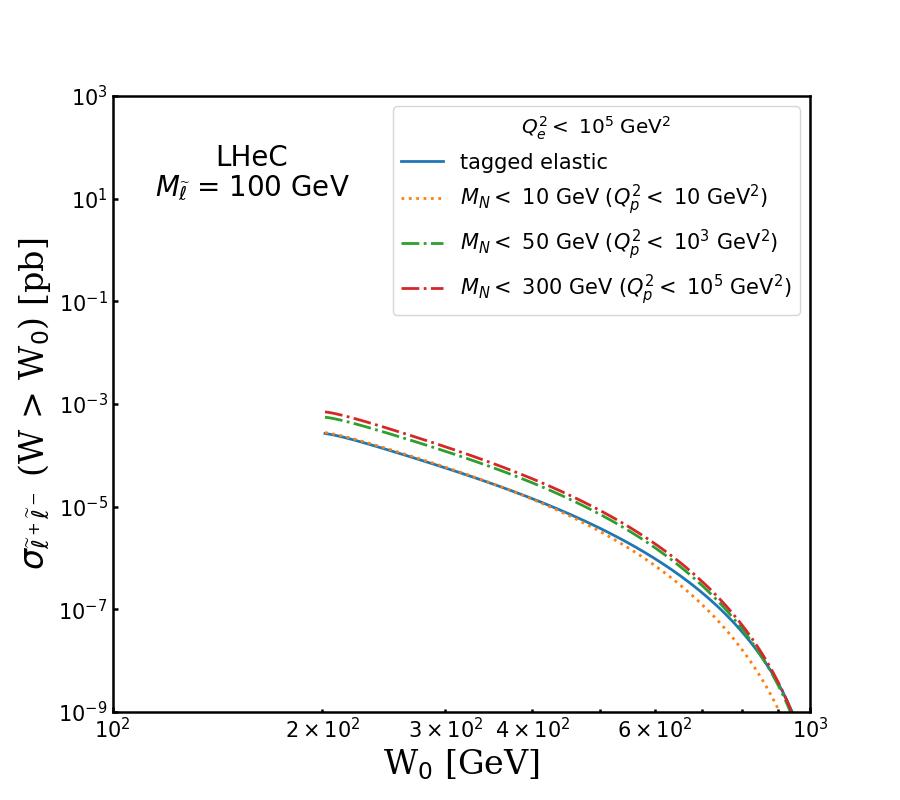 LHeC
M_ℓ̃ = 100 GeV
Q_e^2 < 10^5 GeV^2
tagged elastic
M_N < 10 GeV (Q_p^2 < 10 GeV^2)
M_N < 50 GeV (Q_p^2 < 10^3 GeV^2)
M_N < 300 GeV (Q_p^2 < 10^5 GeV^2)
σ_ℓ̃^+ℓ̃^- (W > W_0) [pb]
10^3
10^1
10^−1
10^−3
10^−5
10^−7
10^−9
10^2 2 × 10^2 3 × 10^2 4 × 10^2 6 × 10^2 10^3
W_0 [GeV]